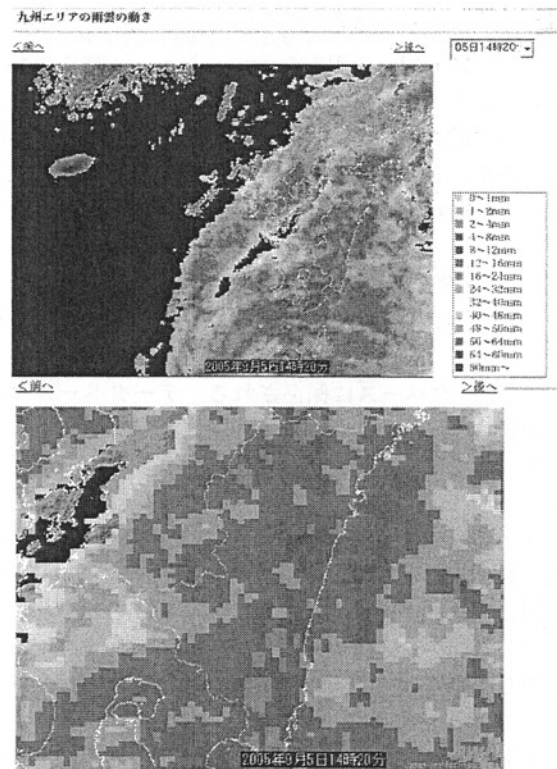 九州エリアの雨雲の動き
＜前へ
＞後へ
05日14時20
0～1mm
1～2mm
2～4mm
4～8mm
8～12mm
12～16mm
16～24mm
24～32mm
32～40mm
40～48mm
48～56mm
56～64mm
64～80mm
80mm～
2005年9月5日14時20分
＜前へ
＞後へ
2005年9月5日14時20分